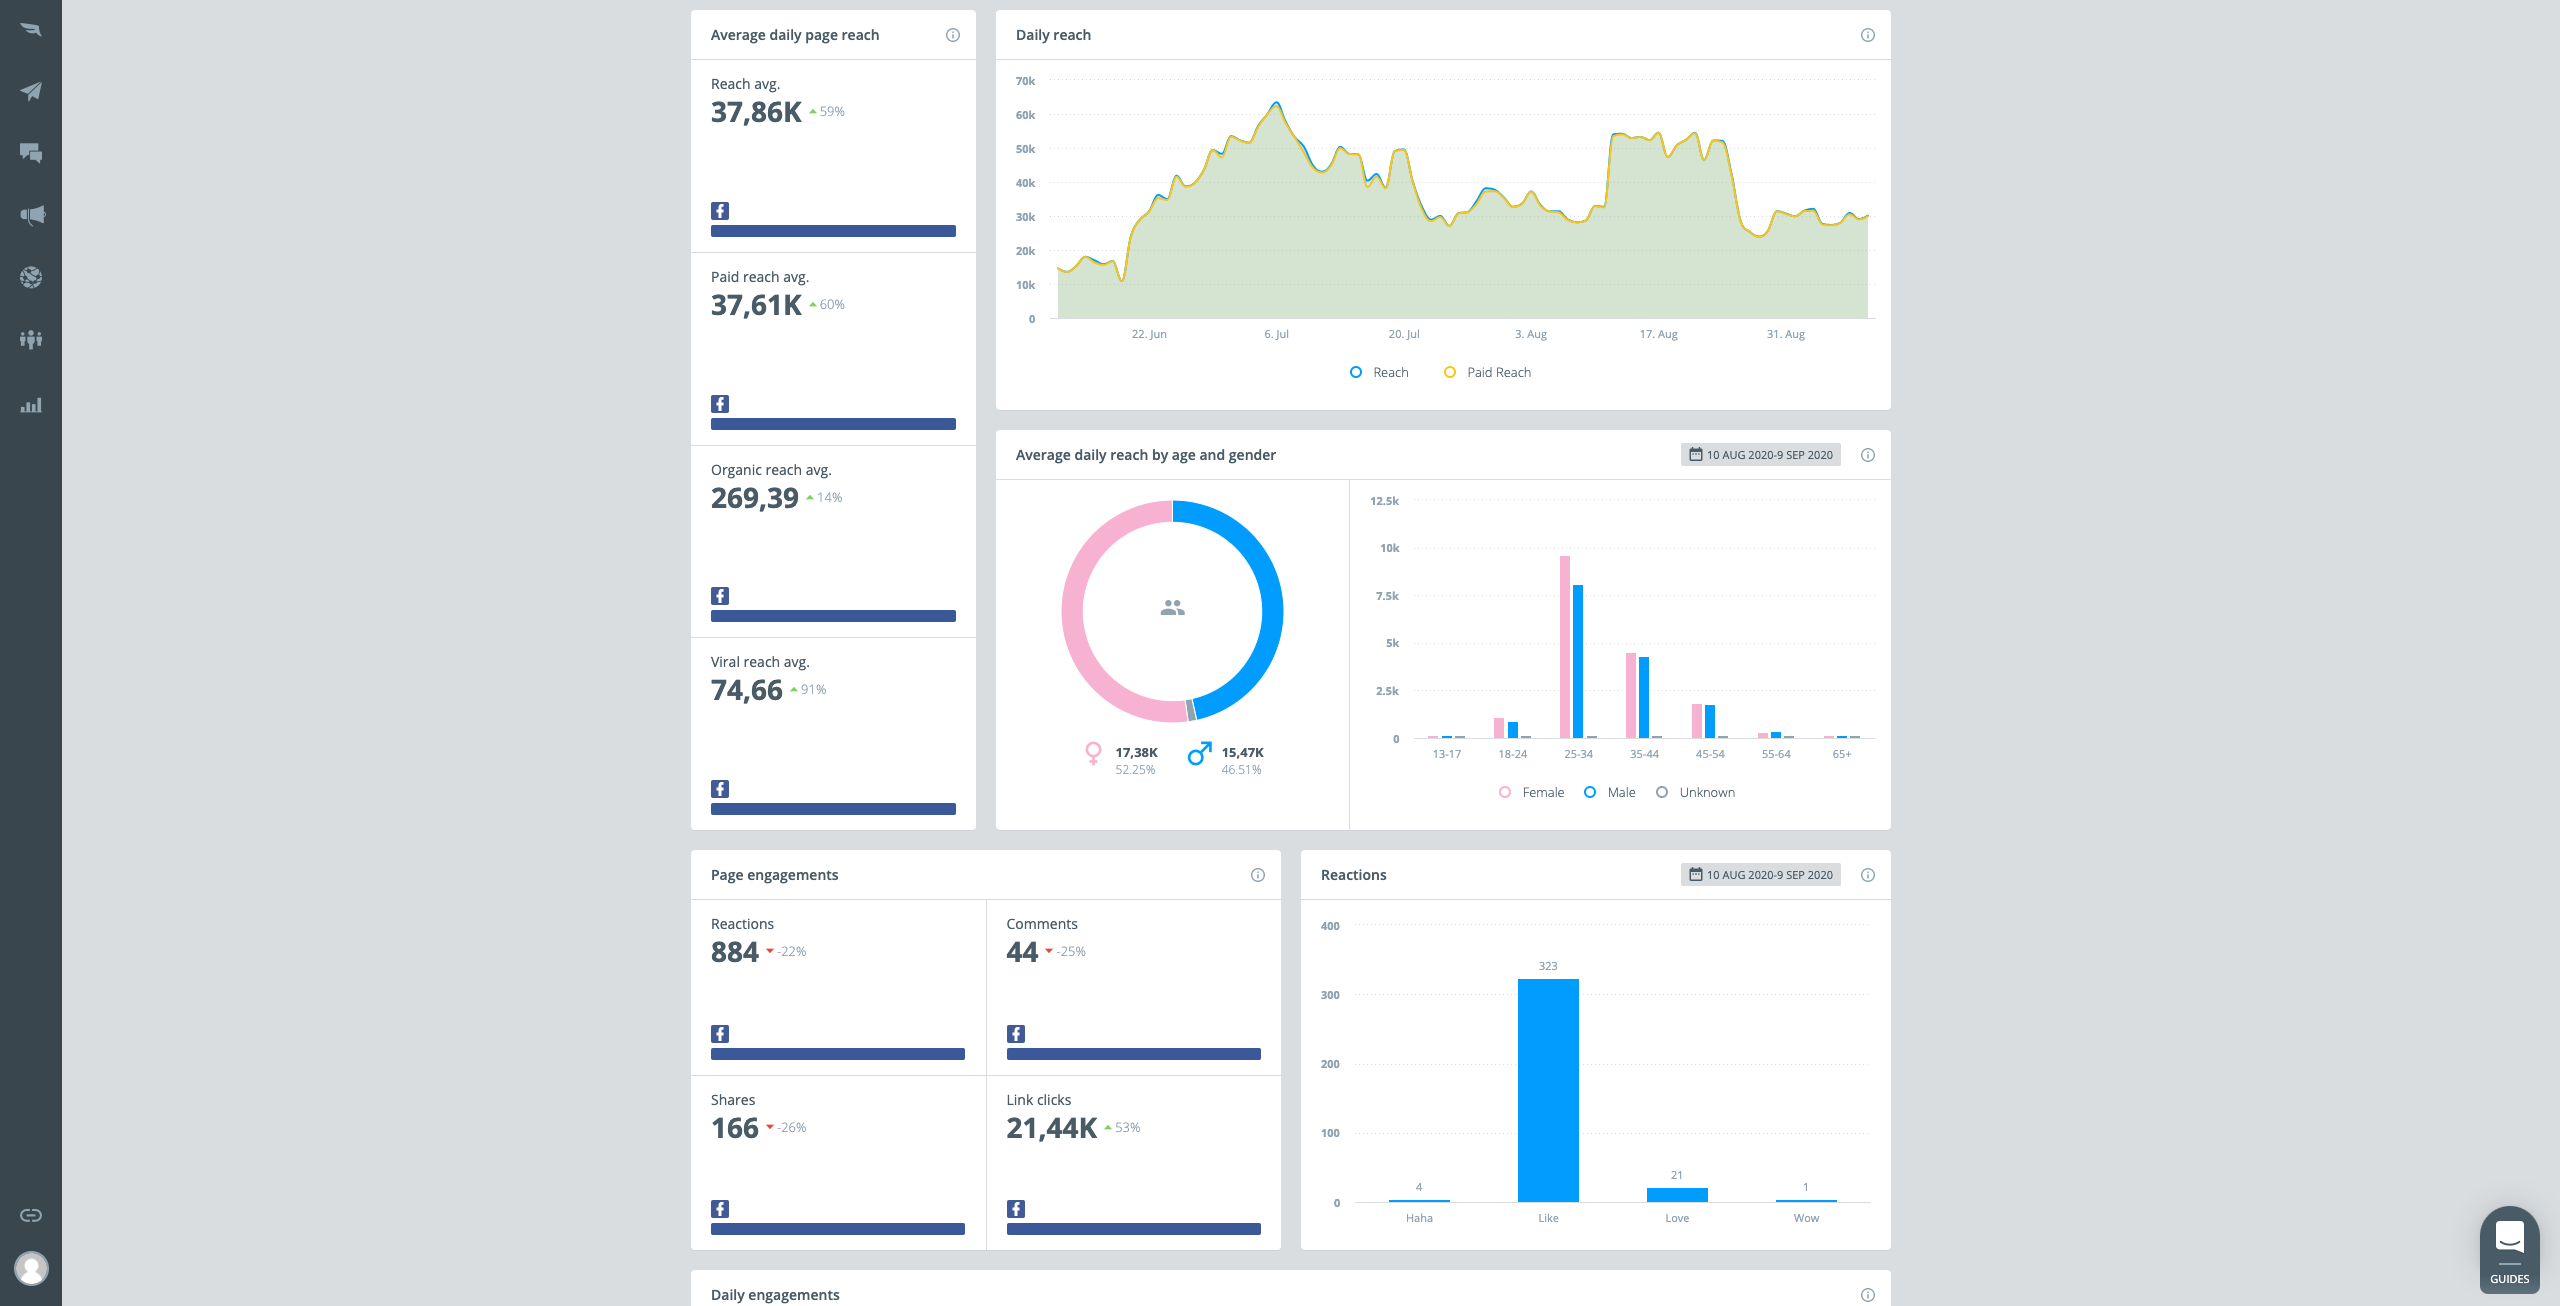 Average daily page reach
Reach avg.
37,86K 59%
Paid reach avg.
37,61K 60%
Organic reach avg.
269,39 14%
Viral reach avg.
74,66 91%
Daily reach
70k
60k
50k
40k
30k
20k
10k
0
22. Jun 6. Jul 20. Jul 3. Aug 17. Aug 31. Aug
Reach Paid Reach
Average daily reach by age and gender 10 AUG 2020-9 SEP 2020
17,38K 15,47K
52.25% 46.51%
12.5k
10k
7.5k
5k
2.5k
0
13-17 18-24 25-34 35-44 45-54 55-64 65+
Female Male Unknown
Page engagements
Reactions
884 -22%
Comments
44 -25%
Shares
166 -26%
Link clicks
21,44K 53%
Reactions 10 AUG 2020-9 SEP 2020
400
300
200
100
0
4 323 21 1
Haha Like Love Wow
Daily engagements
GUIDES